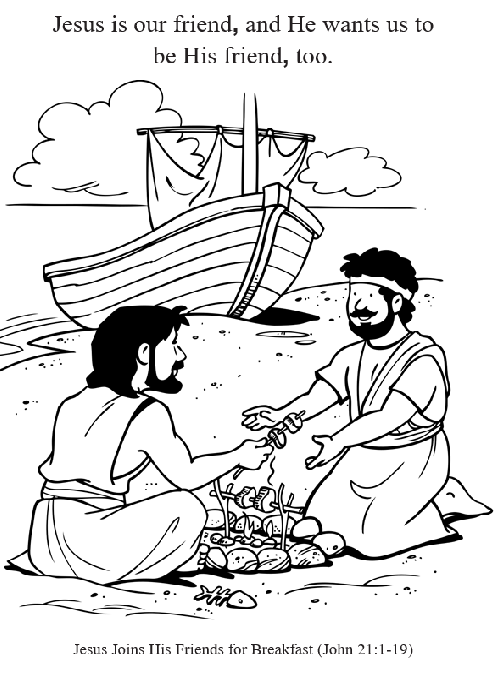 Jesus is our friend, and He wants us to
be His friend, too.
Jesus Joins His Friends for Breakfast (John 21:1-19)